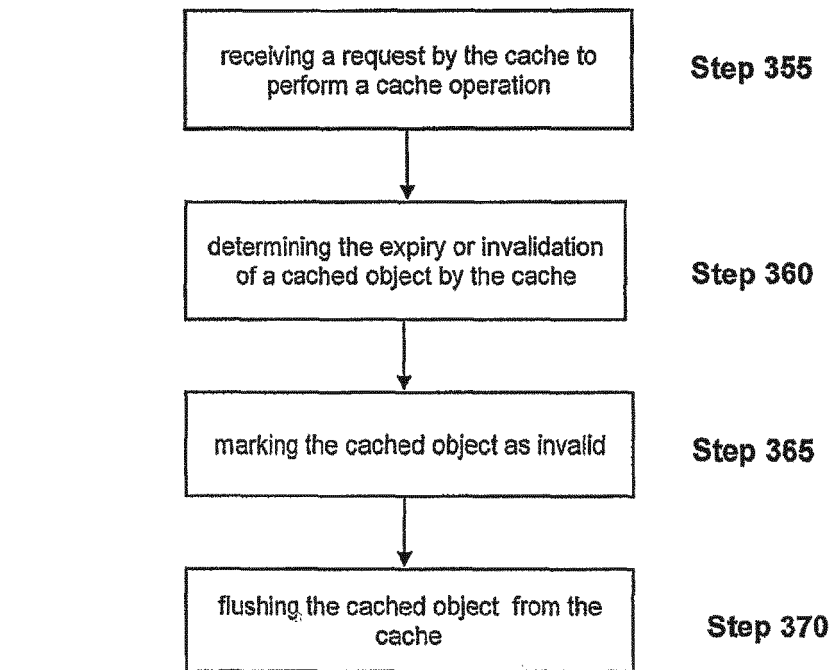 receiving a request by the cache to
perform a cache operation
Step 355
determining the expiry or invalidation
of a cached object by the cache
Step 360
marking the cached object as invalid
Step 365
flushing the cached object from the
cache
Step 370